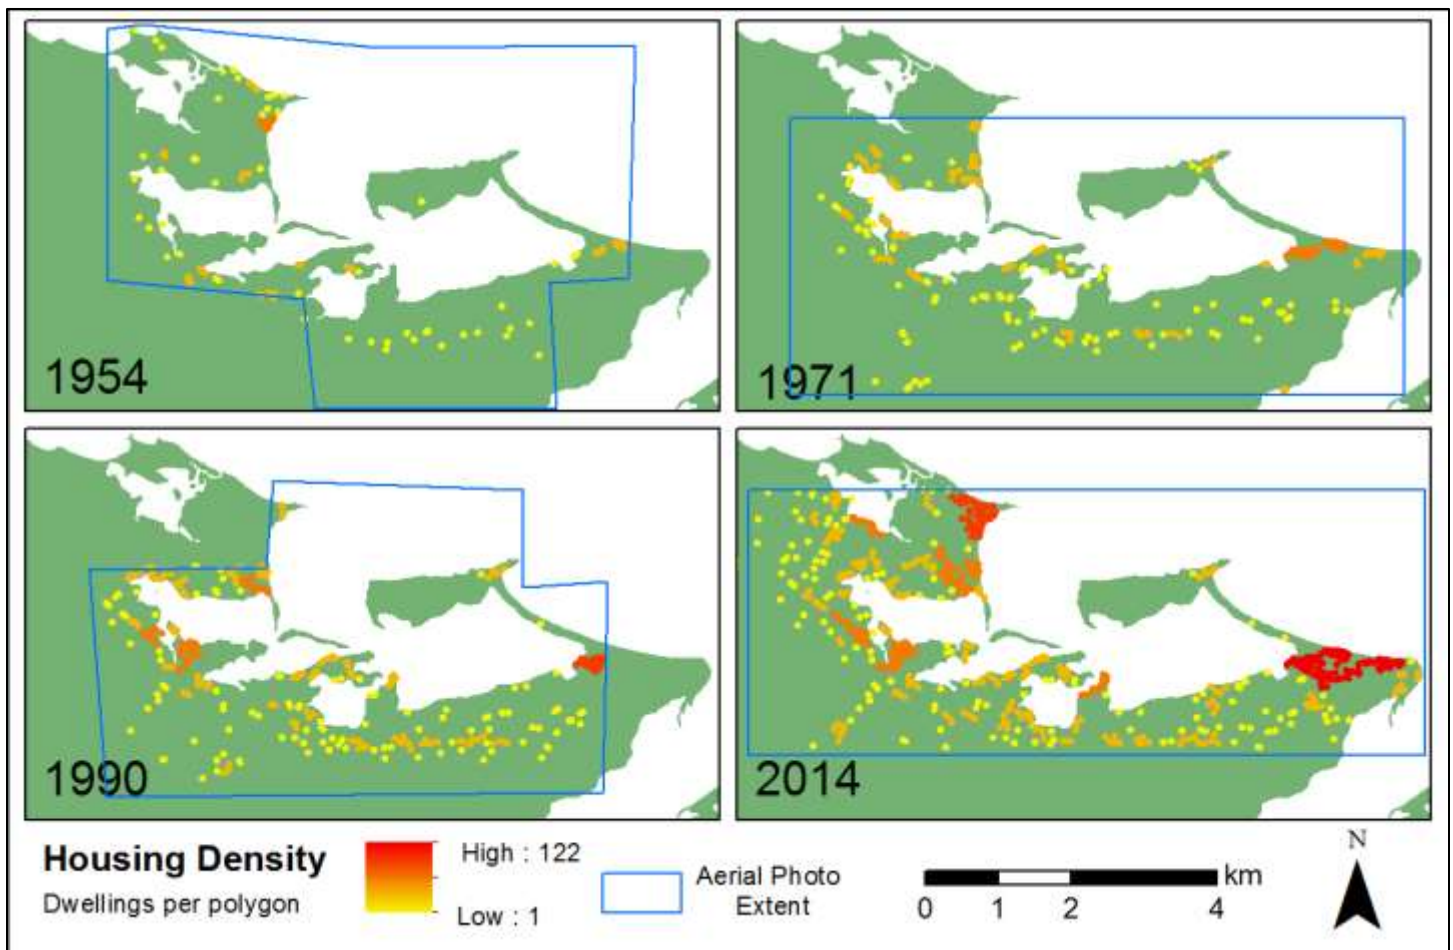 1954
1971
1990
2014
Housing Density
Dwellings per polygon
High : 122
Low : 1
Aerial Photo
Extent
km
0 1 2 4
N